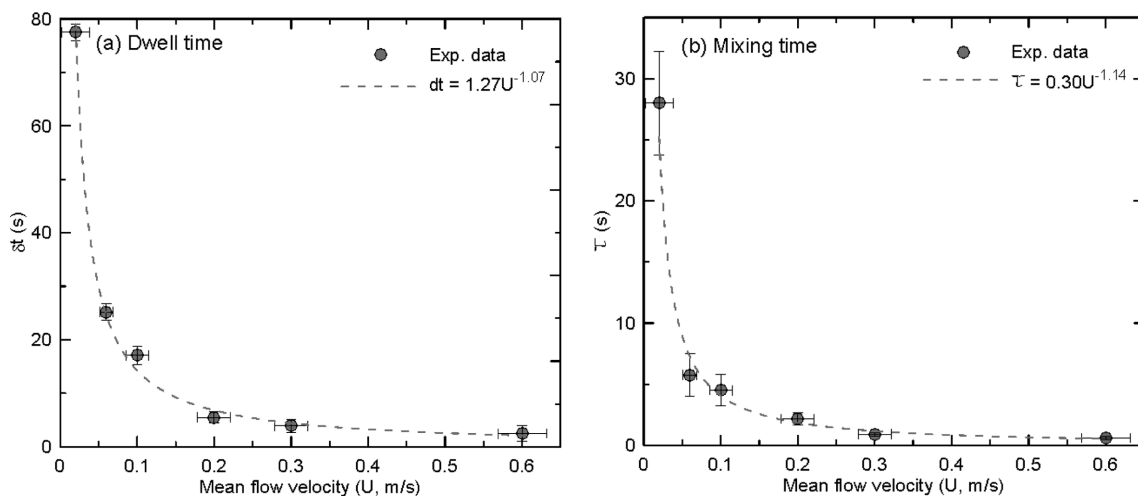 (a) Dwell time
Exp. data
dt = 1.27U^-1.07
80
60
40
20
0
δt (s)
0 0.1 0.2 0.3 0.4 0.5 0.6
Mean flow velocity (U, m/s)
(b) Mixing time
Exp. data
τ = 0.30U^-1.14
30
20
10
0
τ (s)
0 0.1 0.2 0.3 0.4 0.5 0.6
Mean flow velocity (U, m/s)